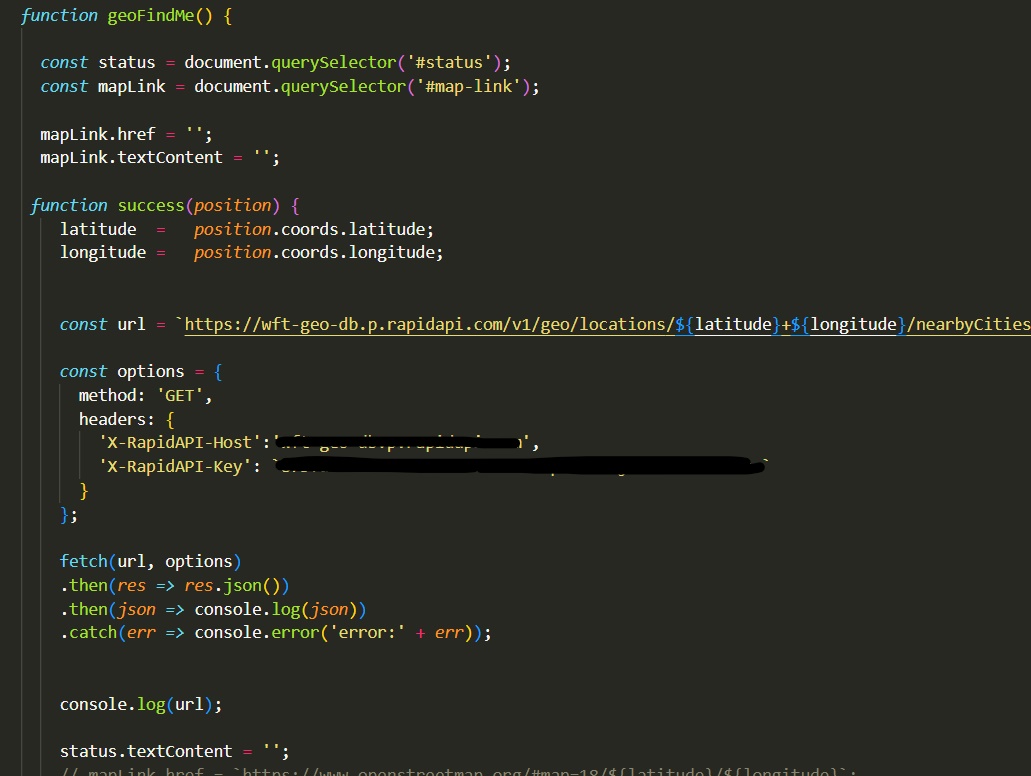 function geoFindMe() {
const status = document.querySelector('#status');
const mapLink = document.querySelector('#map-link');
mapLink.href = '';
mapLink.textContent = '';
function success(position) {
latitude  =   position.coords.latitude;
longitude =   position.coords.longitude;
const url = `https://wft-geo-db.p.rapidapi.com/v1/geo/locations/${latitude}+${longitude}/nearbyCities
const options = {
method: 'GET',
headers: {
'X-RapidAPI-Host':'
'X-RapidAPI-Key': `
}
};
fetch(url, options)
.then(res => res.json())
.then(json => console.log(json))
.catch(err => console.error('error:' + err));
console.log(url);
status.textContent = '';
// mapLink.href = `https://www.openstreetmap.org/#map=18/${latitude}/${longitude}`;